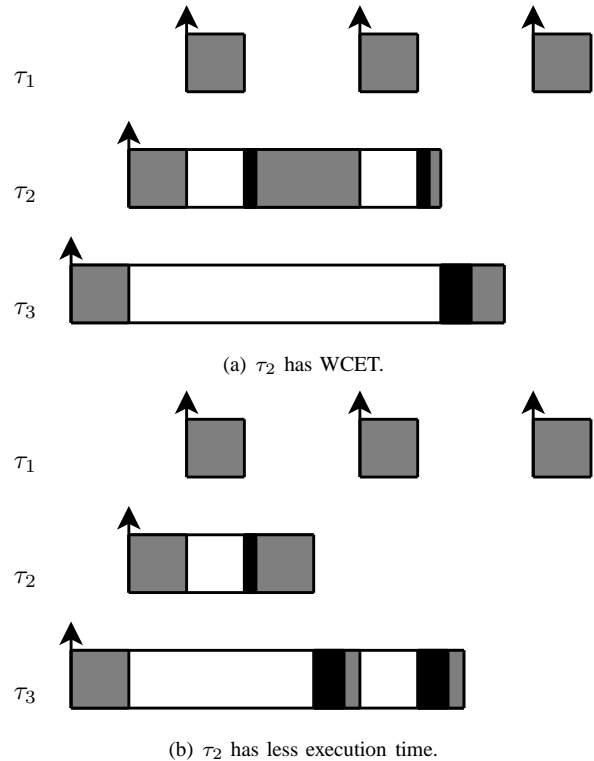 τ₁
τ₂
τ₃
(a) τ₂ has WCET.
τ₁
τ₂
τ₃
(b) τ₂ has less execution time.